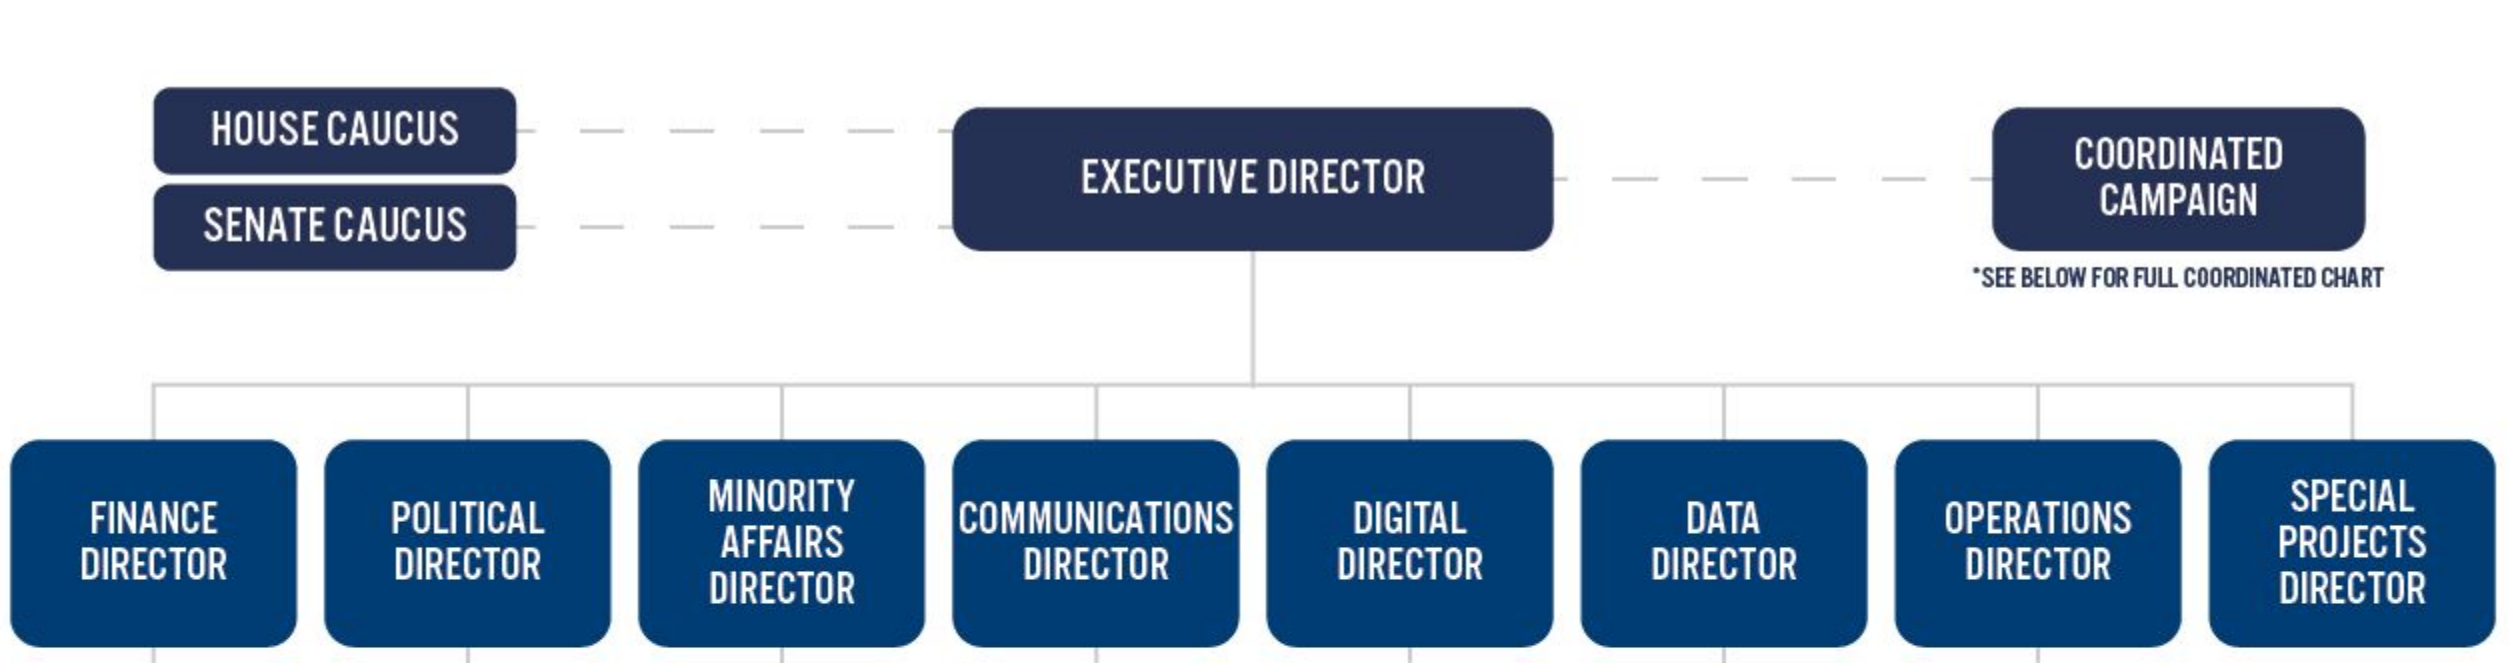 HOUSE CAUCUS
SENATE CAUCUS
EXECUTIVE DIRECTOR
COORDINATED
CAMPAIGN
*SEE BELOW FOR FULL COORDINATED CHART
FINANCE
DIRECTOR
POLITICAL
DIRECTOR
MINORITY
AFFAIRS
DIRECTOR
COMMUNICATIONS
DIRECTOR
DIGITAL
DIRECTOR
DATA
DIRECTOR
OPERATIONS
DIRECTOR
SPECIAL
PROJECTS
DIRECTOR